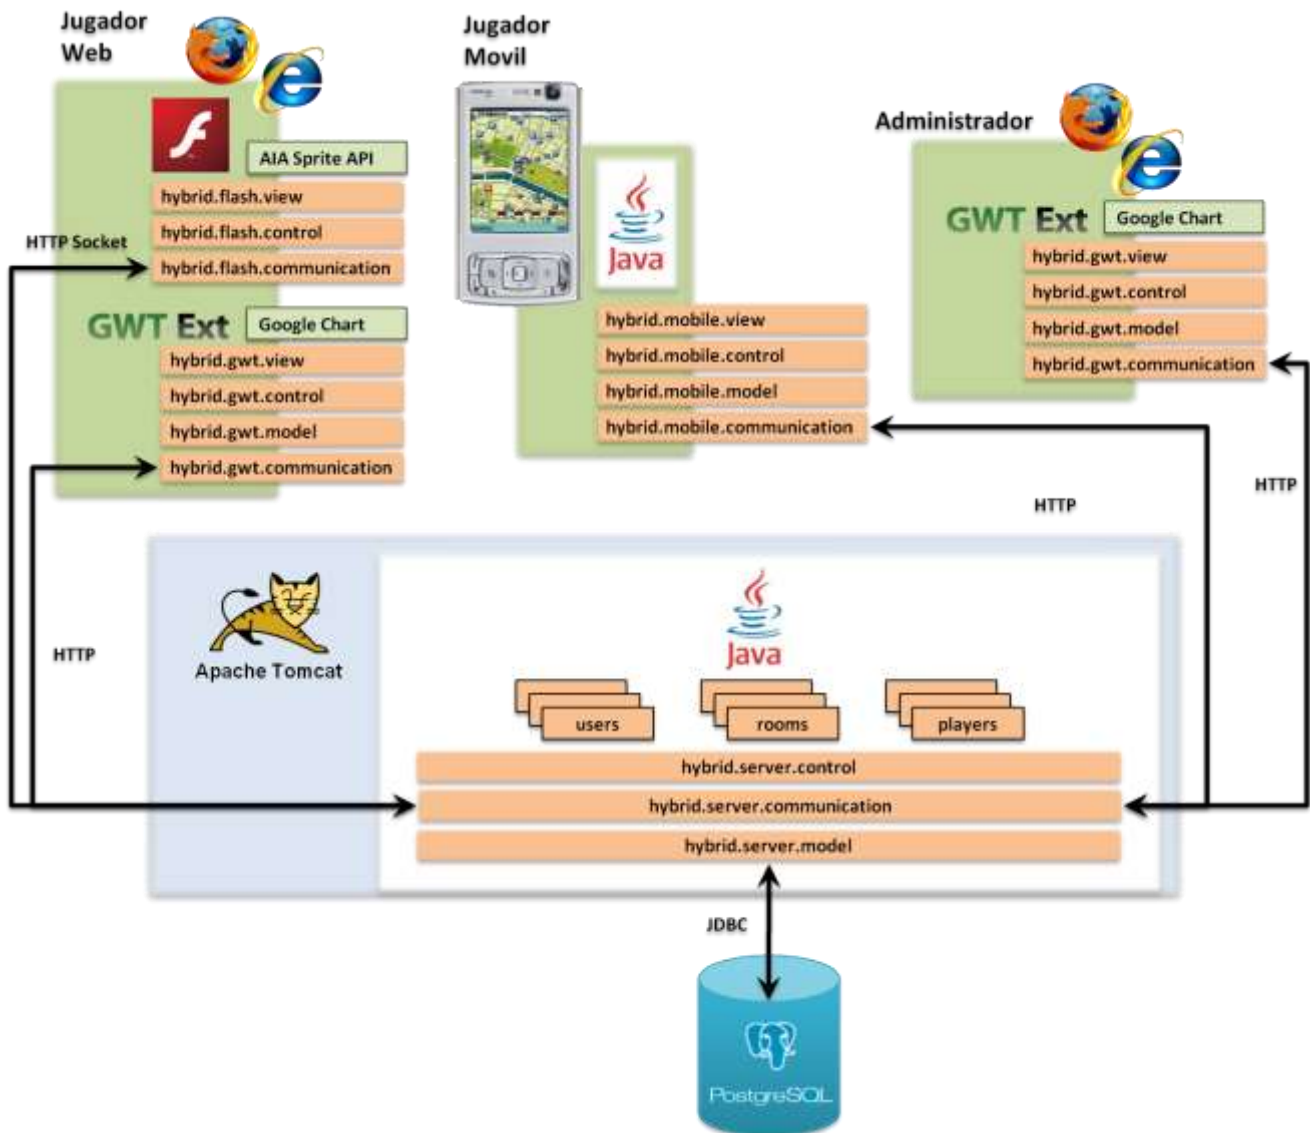 Jugador
Web
AIA Sprite API
hybrid.flash.view
hybrid.flash.control
hybrid.flash.communication
HTTP Socket
GWT Ext
Google Chart
hybrid.gwt.view
hybrid.gwt.control
hybrid.gwt.model
hybrid.gwt.communication
Jugador
Movil
Java
hybrid.mobile.view
hybrid.mobile.control
hybrid.mobile.model
hybrid.mobile.communication
Administrador
GWT Ext
Google Chart
hybrid.gwt.view
hybrid.gwt.control
hybrid.gwt.model
hybrid.gwt.communication
HTTP
HTTP
HTTP
Apache Tomcat
Java
users
rooms
players
hybrid.server.control
hybrid.server.communication
hybrid.server.model
JDBC
PostgreSQL